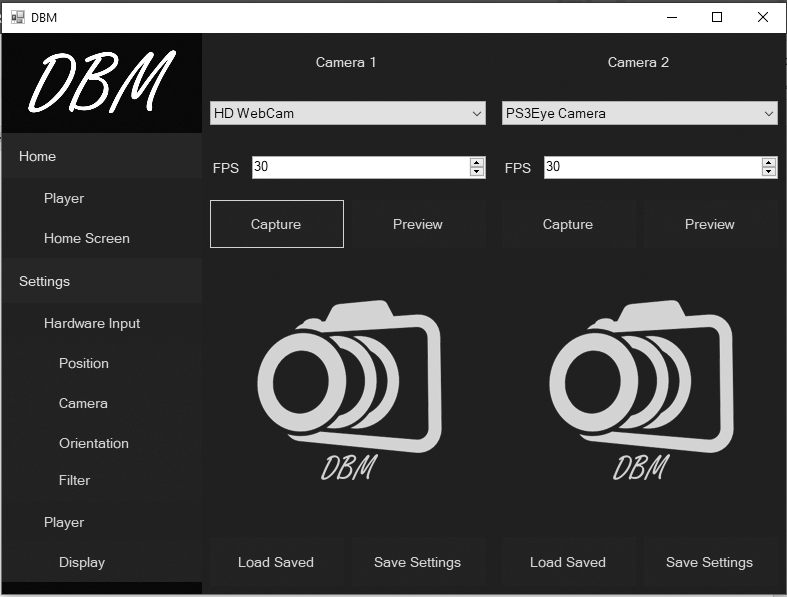 DBM
DBM
Home
Player
Home Screen
Settings
Hardware Input
Position
Camera
Orientation
Filter
Player
Display
Camera 1
HD WebCam
FPS 30
Capture Preview
DBM
Load Saved Save Settings
Camera 2
PS3Eye Camera
FPS 30
Capture Preview
DBM
Load Saved Save Settings